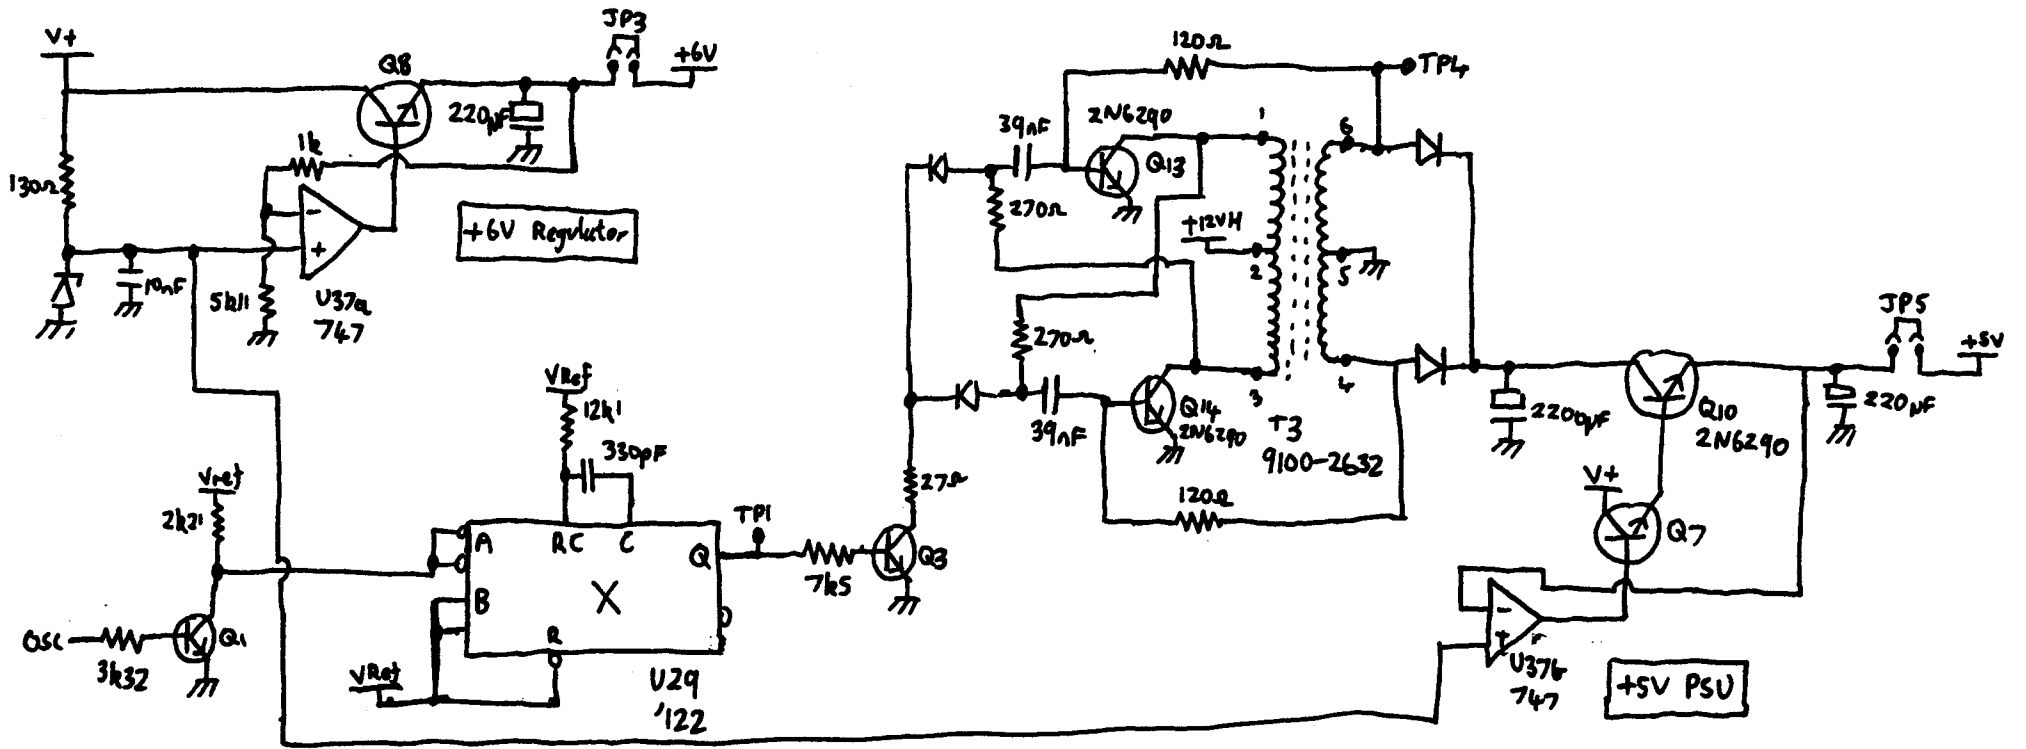 V+
Q8
JP3
+6V
220µF
1k
130Ω
-
+
10nF
5k11
U37a
747
+6V Regulator
VRef
12k1
330pF
Vref
2k21
A
RC
C
Q
B
X
R
TP1
7k5
Q3
OSC
3k32
Q1
VRef
U29
'122
120Ω
TP4
39nF
2N6290
Q13
1
6
270Ω
+12VH
2
5
270Ω
39nF
Q14
2N6290
3
4
T3
9100-2632
27Ω
120Ω
2200µF
Q10
2N6290
JP5
+5V
220µF
V+
Q7
-
+
U37b
747
+5V PSU